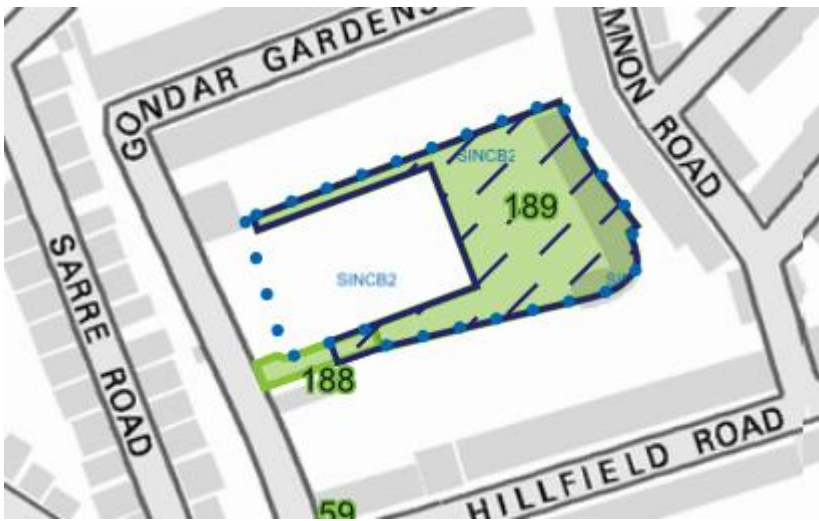 GONDAR GARDENS
MNON ROAD
SINCB2
189
SARRE ROAD
SINCB2
188
HILLFIELD ROAD
59